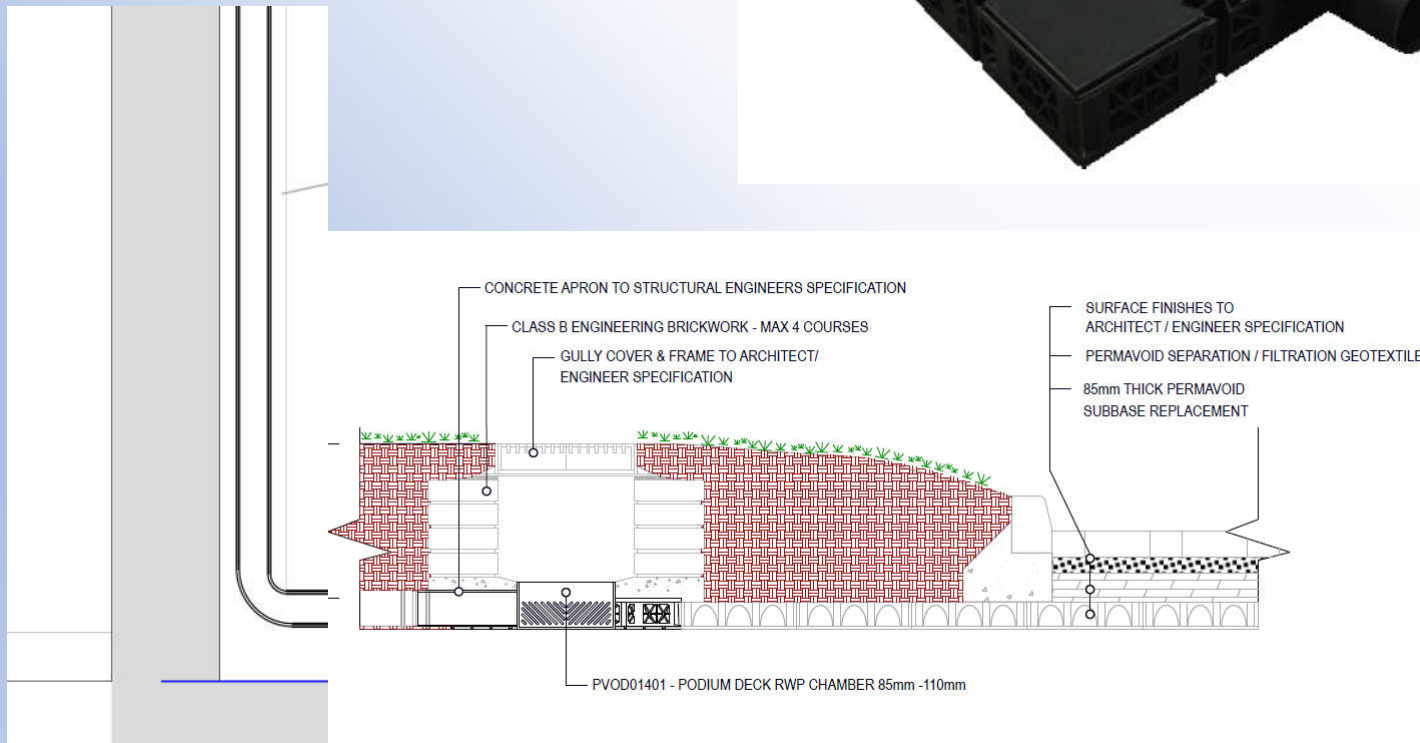 CONCRETE APRON TO STRUCTURAL ENGINEERS SPECIFICATION
CLASS B ENGINEERING BRICKWORK - MAX 4 COURSES
GULLY COVER & FRAME TO ARCHITECT/
ENGINEER SPECIFICATION
SURFACE FINISHES TO
ARCHITECT / ENGINEER SPECIFICATION
PERMAVOID SEPARATION / FILTRATION GEOTEXTILE
85mm THICK PERMAVOID
SUBBASE REPLACEMENT
PVOD01401 - PODIUM DECK RWP CHAMBER 85mm -110mm